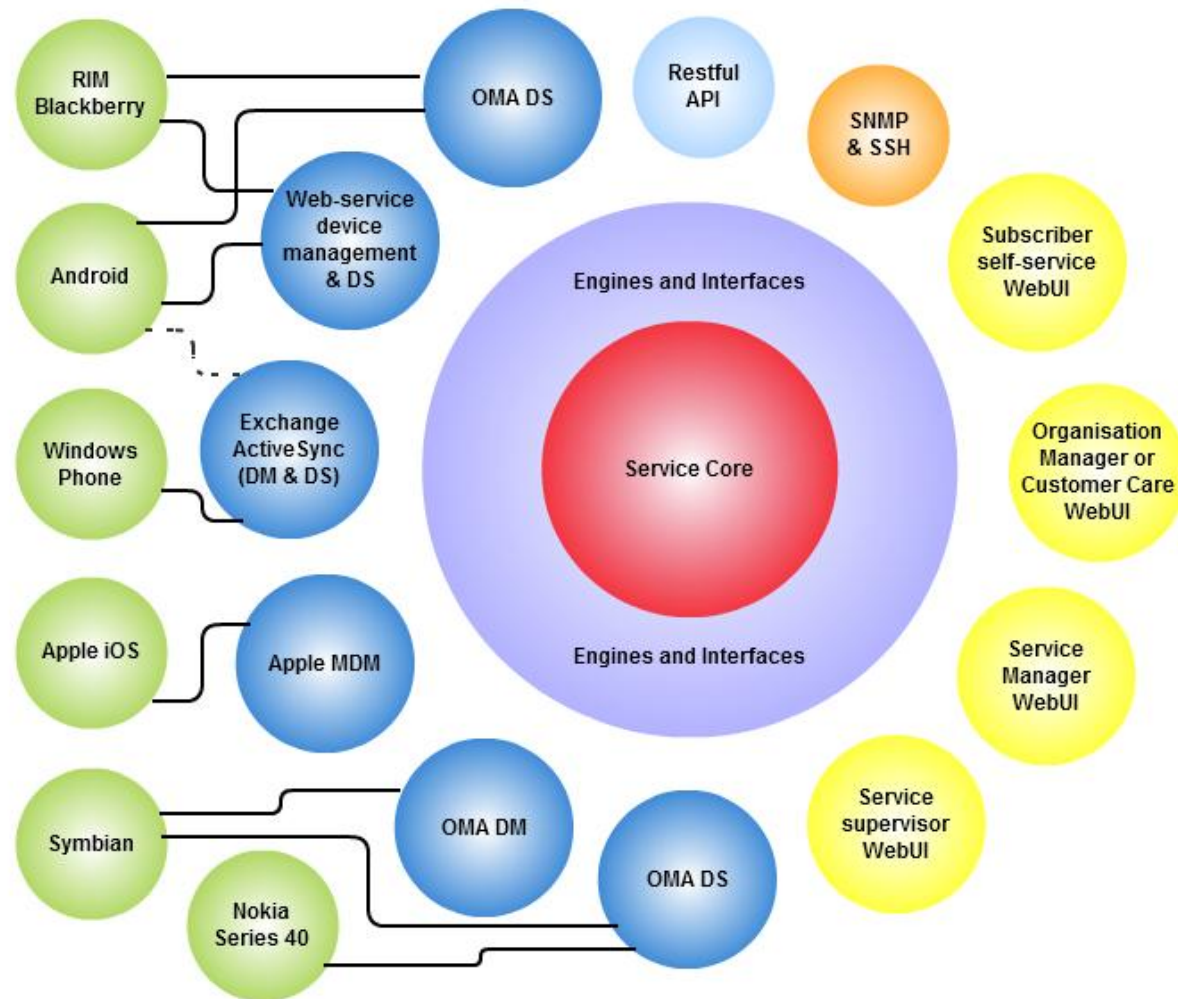 RIM
Blackberry
OMA DS
Restful
API
SNMP
& SSH
Web-service
device
management
& DS
Subscriber
self-service
WebUI
Android
Engines and Interfaces
Exchange
ActiveSync
(DM & DS)
Windows
Phone
Service Core
Organisation
Manager or
Customer Care
WebUI
Apple iOS
Apple MDM
Engines and Interfaces
Service
Manager
WebUI
Symbian
OMA DM
Service
supervisor
WebUI
OMA DS
Nokia
Series 40